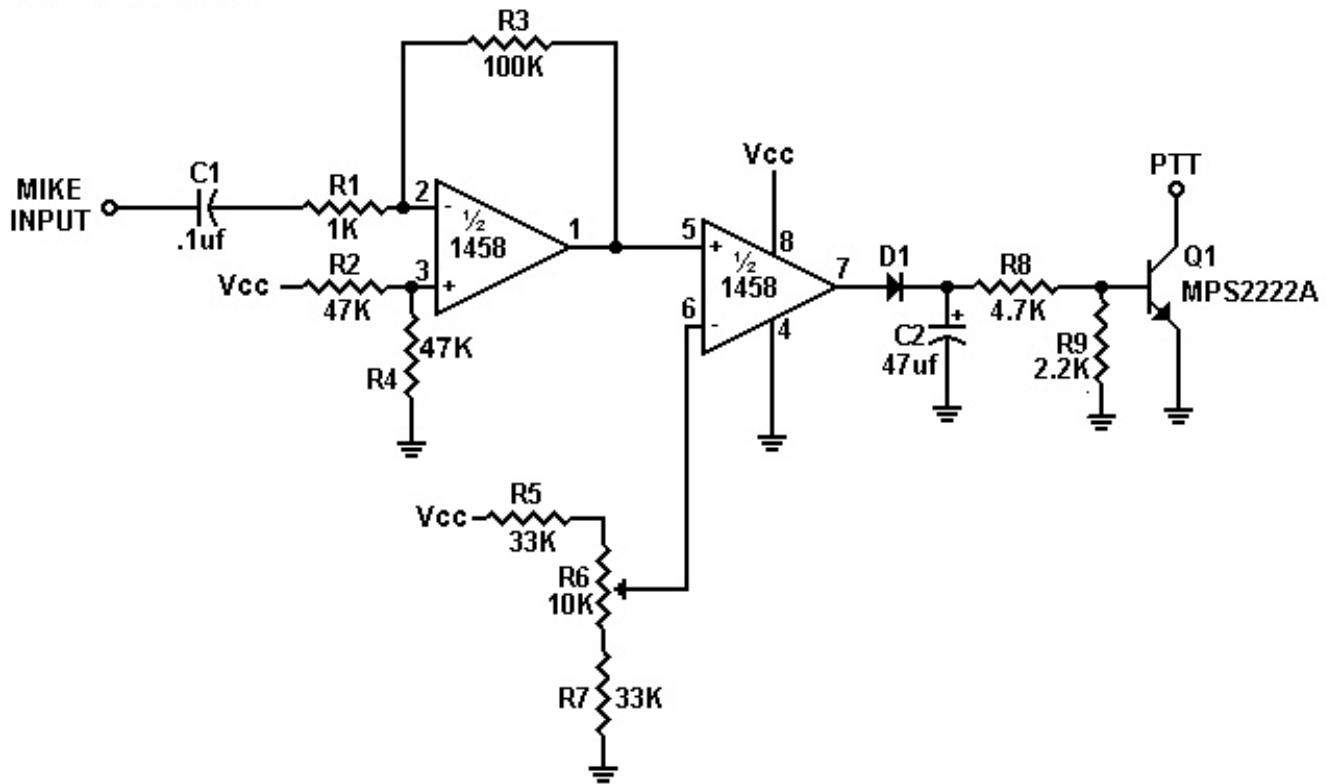 R3
100K
MIKE
INPUT
C1
.1uf
R1
1K
2
-
½
1458
1
Vcc
R2
47K
3
+
47K
R4
Vcc
8
5
+
½
1458
6
-
4
7
D1
R8
4.7K
+
C2
47uf
R9
2.2K
PTT
Q1
MPS2222A
Vcc
R5
33K
R6
10K
R7
33K